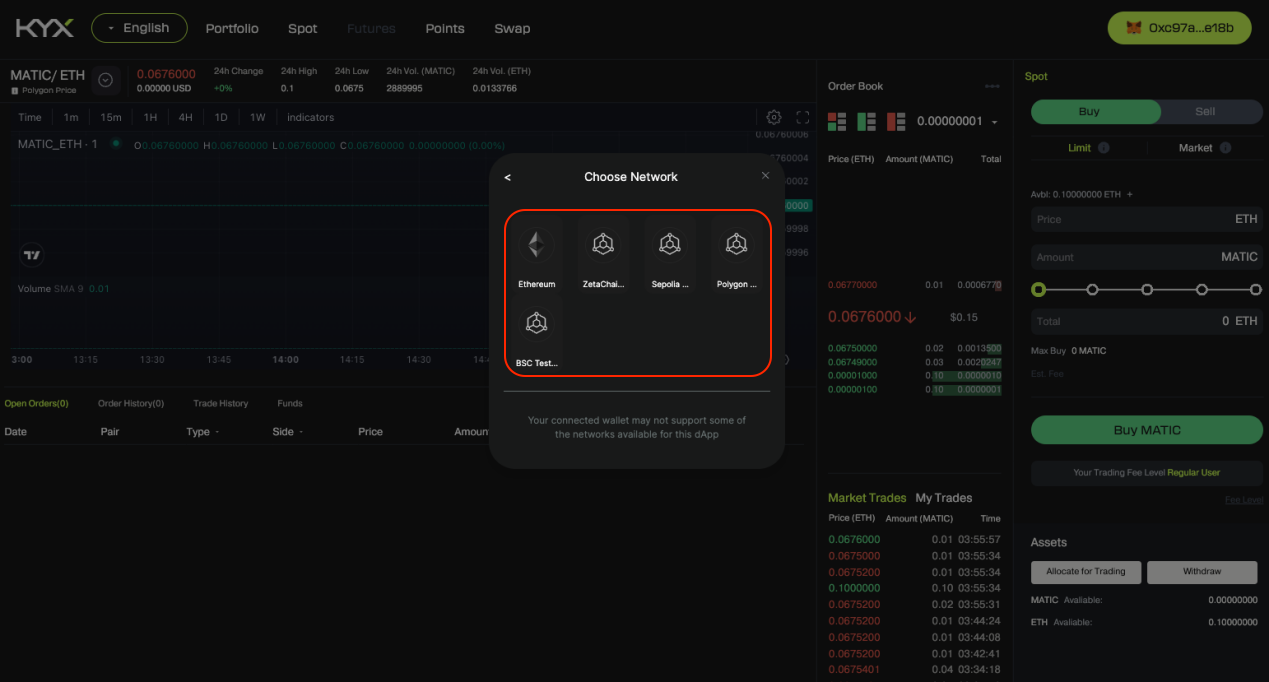 KYX English Portfolio Spot Futures Points Swap 0xc97a...e18b
MATIC/ ETH
Polygon Price
0.0676000
0.00000 USD
24h Change
+0%
24h High
0.1
24h Low
0.0675
24h Vol. (MATIC)
2889995
24h Vol. (ETH)
0.0133766
Time 1m 15m 1H 4H 1D 1W indicators
MATIC_ETH · 1 O0.06760000 H0.06760000 L0.06760000 C0.06760000 0.00000000 (0.00%)
0.06760006
0.06760004
0002
0000
9998
9996
Volume SMA 9 0.01
3:00 13:15 13:30 13:45 14:00 14:15 14:30 14:4
<
Choose Network
Ethereum ZetaChai... Sepolia ... Polygon ...
BSC Test...
Your connected wallet may not support some of
the networks available for this dApp
Open Orders(0) Order History(0) Trade History Funds
Date Pair Type Side Price Amount
Order Book
0.00000001
Price (ETH) Amount (MATIC) Total
0.06770000 0.01 0.0006770
0.0676000↓ $0.15
0.06750000 0.02 0.0013500
0.06749000 0.03 0.0020247
0.00001000 0.10 0.0000010
0.00000100 0.10 0.0000001
Market Trades My Trades
Price (ETH) Amount (MATIC) Time
0.0676000 0.01 03:55:57
0.0675000 0.01 03:55:34
0.0675200 0.01 03:55:34
0.1000000 0.10 03:55:34
0.0675200 0.02 03:55:31
0.0675200 0.01 03:44:24
0.0675200 0.01 03:44:08
0.0675200 0.01 03:42:41
0.0675401 0.04 03:34:18
Spot
Buy Sell
Limit Market
Avbl: 0.10000000 ETH +
Price ETH
Amount MATIC
Total 0 ETH
Max Buy 0 MATIC
Est. Fee
Buy MATIC
Your Trading Fee Level Regular User
Fee Level
Assets
Allocate for Trading Withdraw
MATIC Avaliable: 0.00000000
ETH Avaliable: 0.10000000